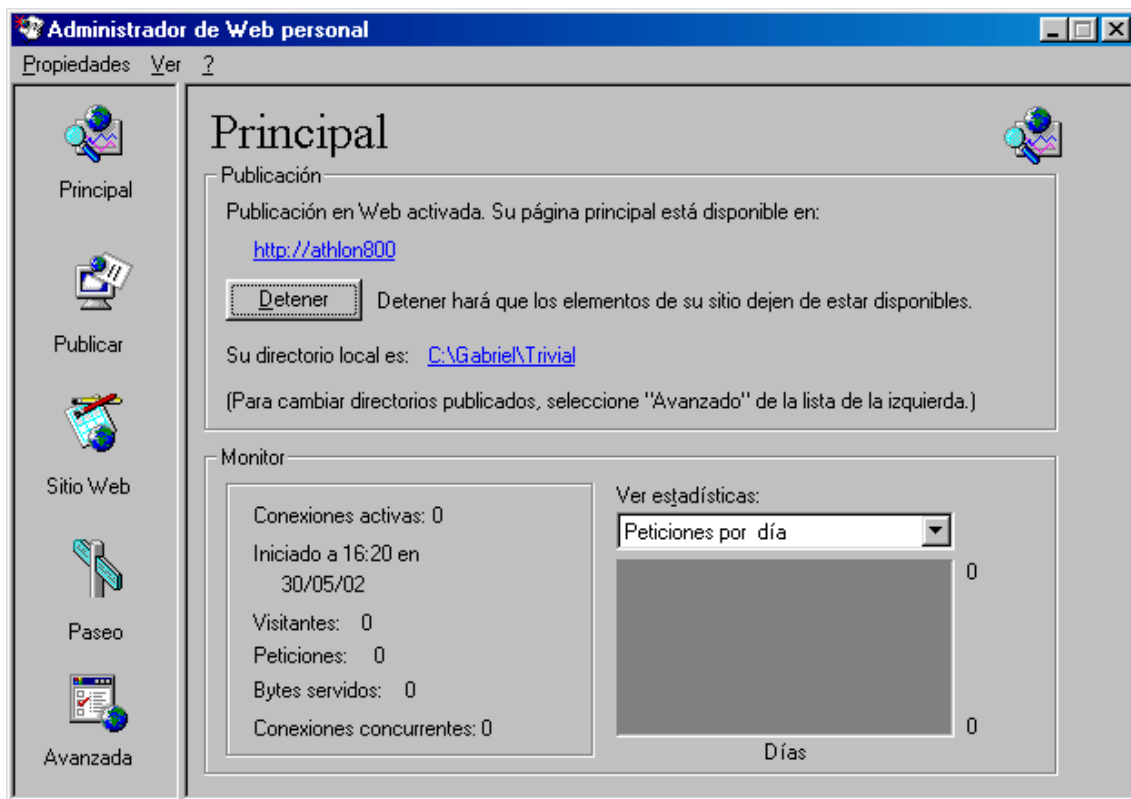 Administrador de Web personal
Propiedades Ver ?
Principal
Publicar
Sitio Web
Paseo
Avanzada
Principal
Publicación
Publicación en Web activada. Su página principal está disponible en:
http://athlon800
Detener Detener hará que los elementos de su sitio dejen de estar disponibles.
Su directorio local es: C:\Gabriel\Trivial
(Para cambiar directorios publicados, seleccione "Avanzado" de la lista de la izquierda.)
Monitor
Conexiones activas: 0
Iniciado a 16:20 en
30/05/02
Visitantes: 0
Peticiones: 0
Bytes servidos: 0
Conexiones concurrentes: 0
Ver estadísticas:
Peticiones por día
0
0
Días